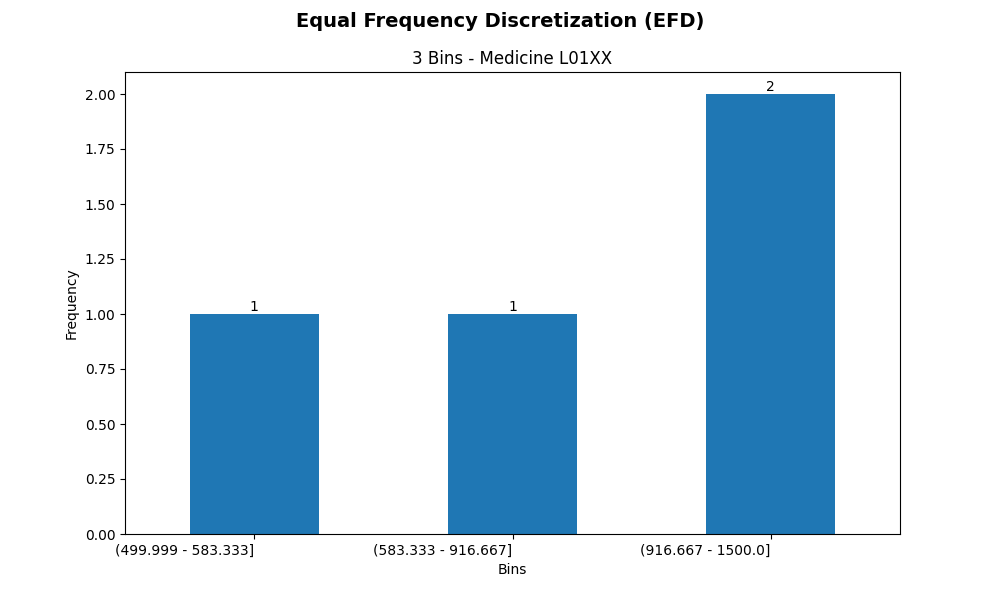 Equal Frequency Discretization (EFD)
3 Bins - Medicine L01XX
2.00
1.75
1.50
1.25
1.00
0.75
0.50
0.25
0.00
Frequency
1
1
2
(499.999 - 583.333]
(583.333 - 916.667]
(916.667 - 1500.0]
Bins